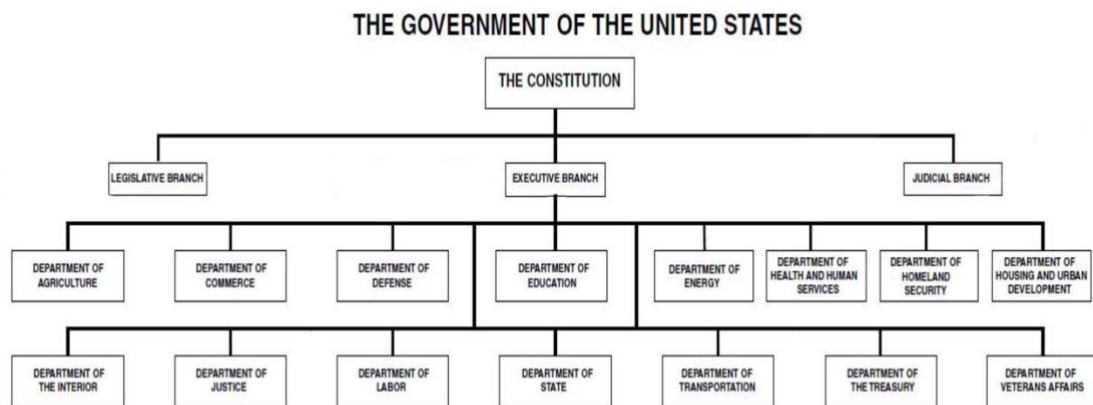 THE GOVERNMENT OF THE UNITED STATES
THE CONSTITUTION
LEGISLATIVE BRANCH
EXECUTIVE BRANCH
JUDICIAL BRANCH
DEPARTMENT OF
AGRICULTURE
DEPARTMENT OF
COMMERCE
DEPARTMENT OF
DEFENSE
DEPARTMENT OF
EDUCATION
DEPARTMENT OF
ENERGY
DEPARTMENT OF
HEALTH AND HUMAN
SERVICES
DEPARTMENT OF
HOMELAND
SECURITY
DEPARTMENT OF
HOUSING AND URBAN
DEVELOPMENT
DEPARTMENT OF
THE INTERIOR
DEPARTMENT OF
JUSTICE
DEPARTMENT OF
LABOR
DEPARTMENT OF
STATE
DEPARTMENT OF
TRANSPORTATION
DEPARTMENT OF
THE TREASURY
DEPARTMENT OF
VETERANS AFFAIRS